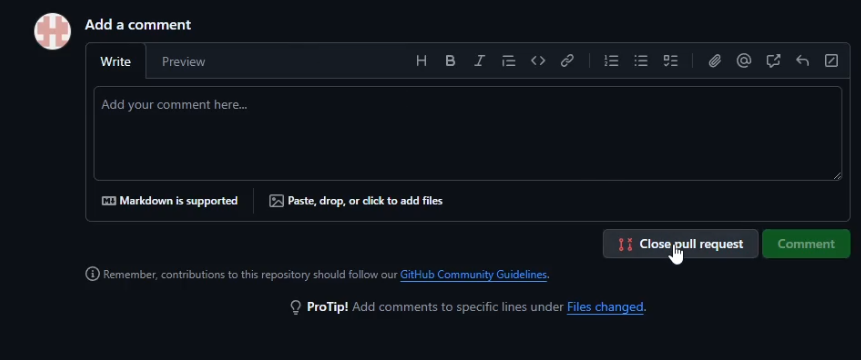 Add a comment
Write Preview
Add your comment here...
Markdown is supported Paste, drop, or click to add files
Close pull request Comment
Remember, contributions to this repository should follow our GitHub Community Guidelines.
ProTip! Add comments to specific lines under Files changed.